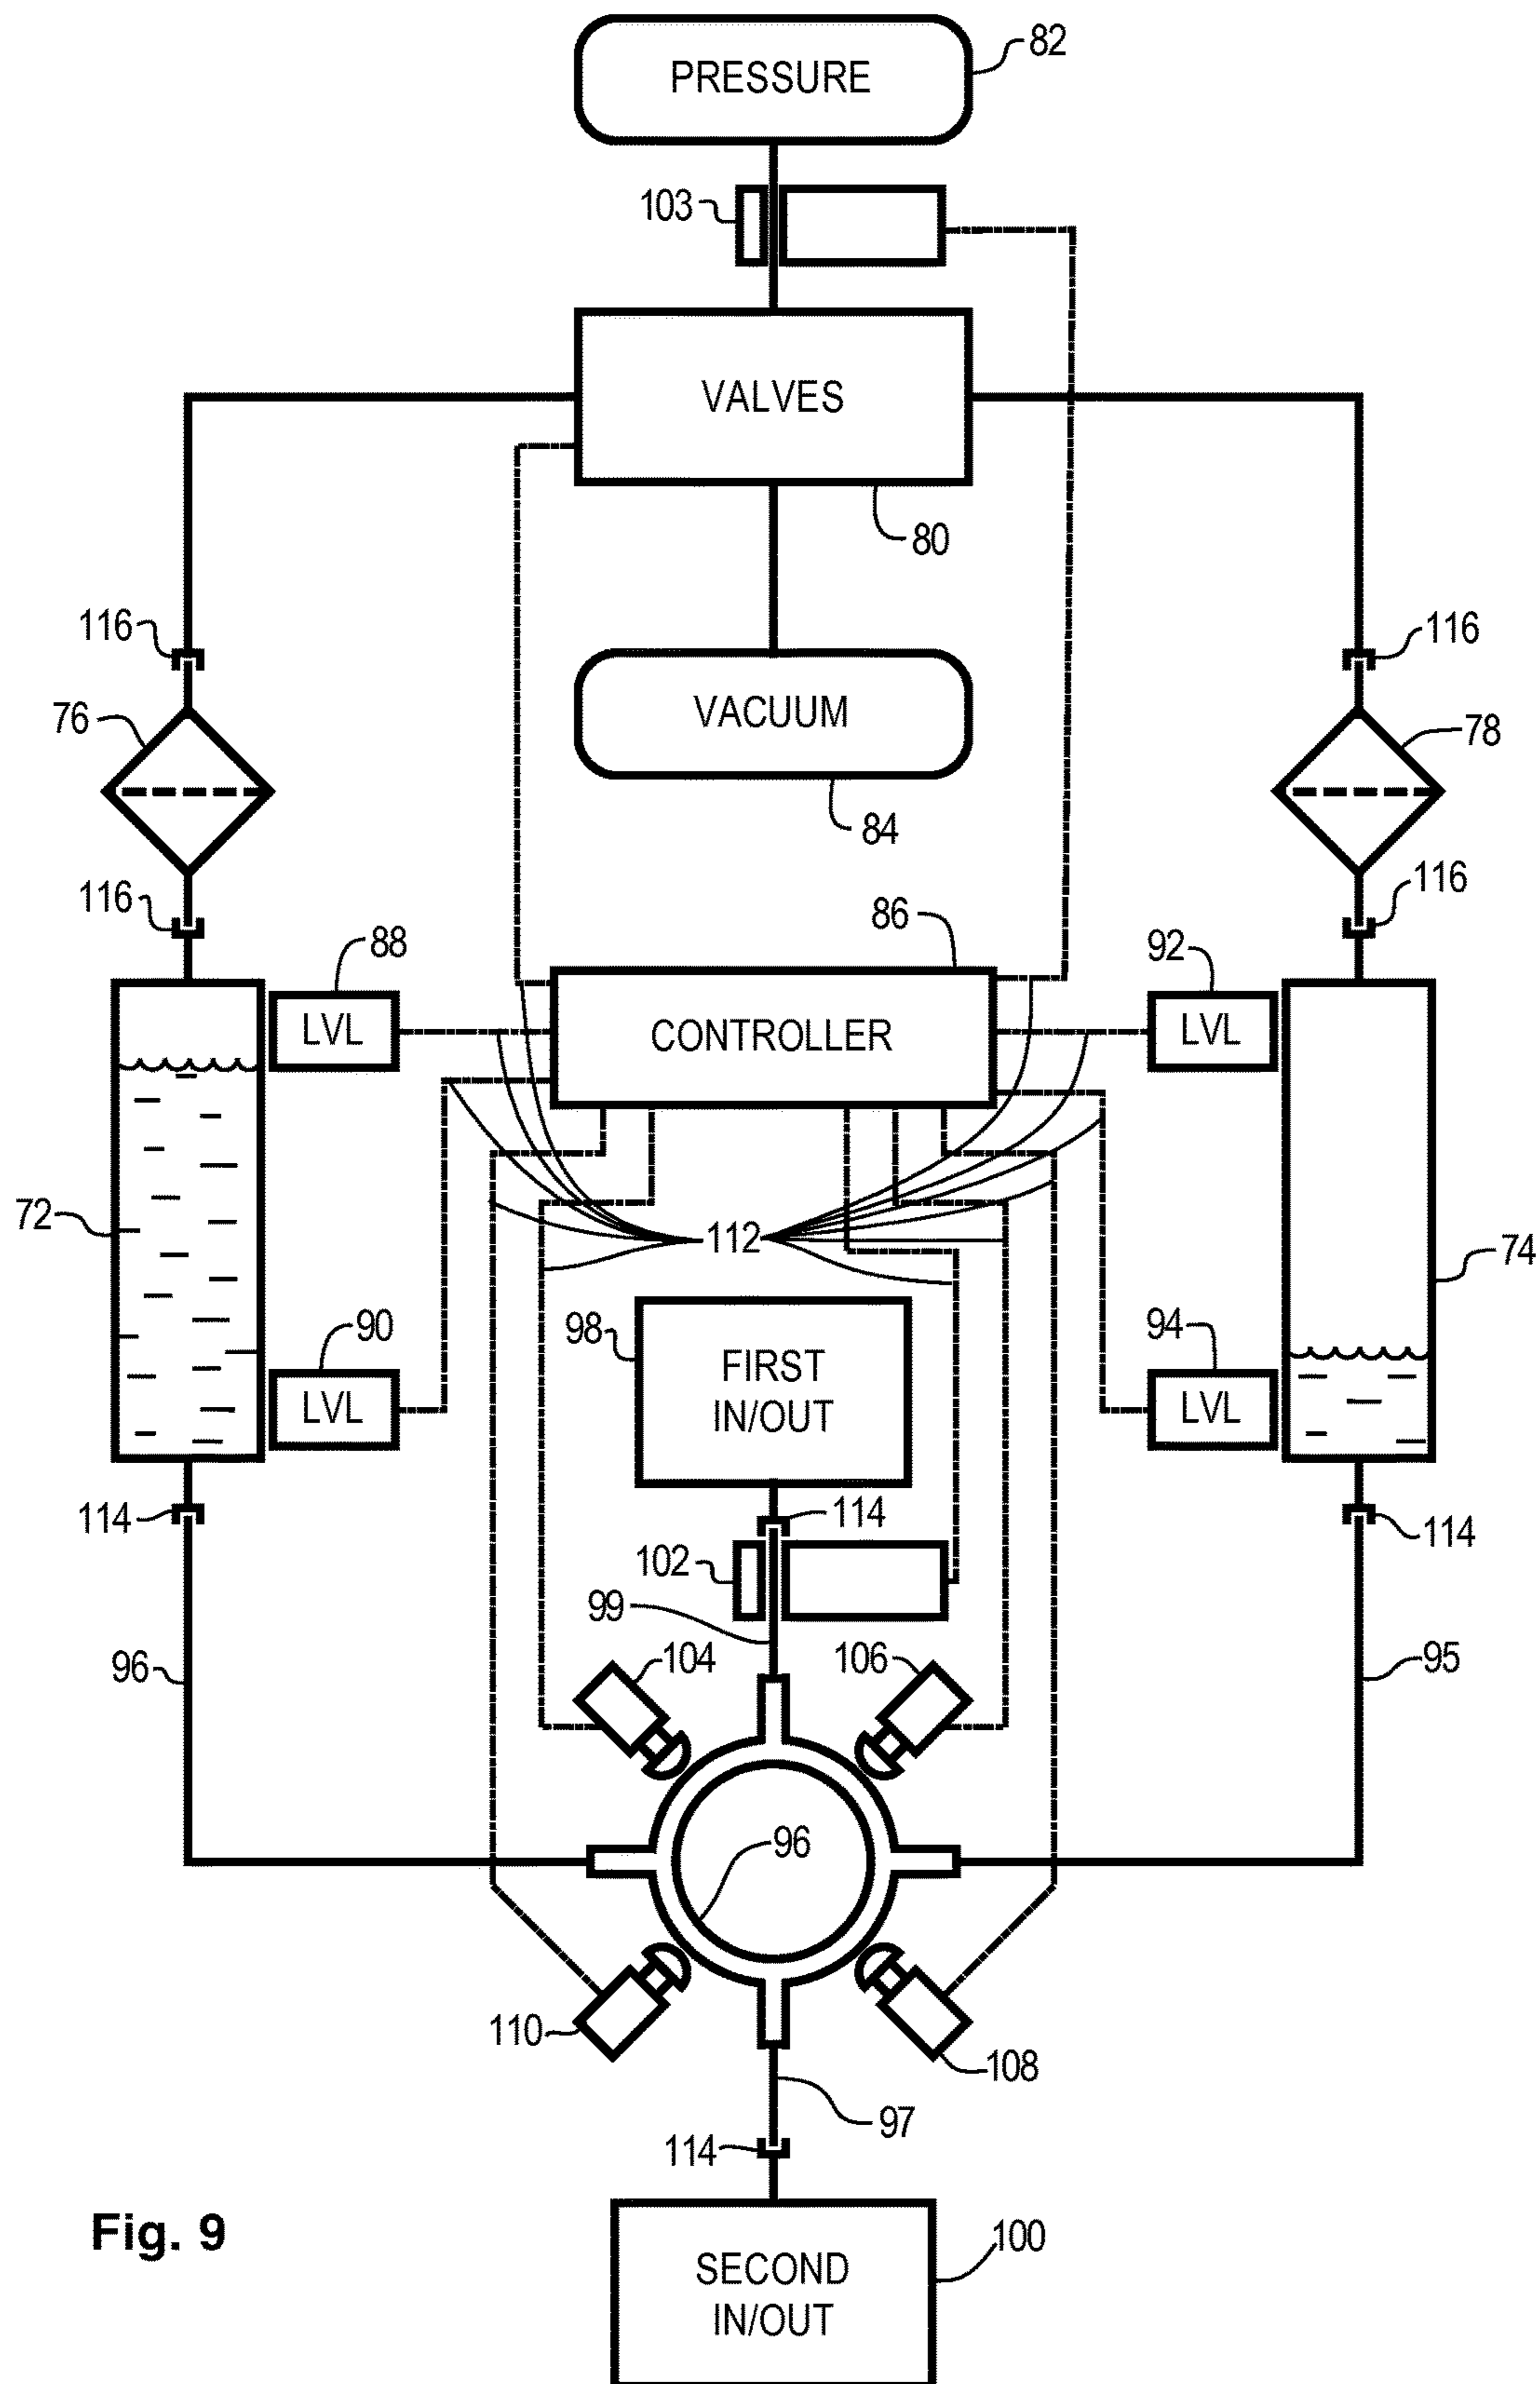 82
PRESSURE
103
VALVES
80
116
116
76
VACUUM
78
84
116
116
86
88
92
LVL
CONTROLLER
LVL
72
112
74
98
90
94
FIRST
IN/OUT
LVL
LVL
114
114
114
102
99
96
104
106
95
96
110
108
97
114
Fig. 9
100
SECOND
IN/OUT